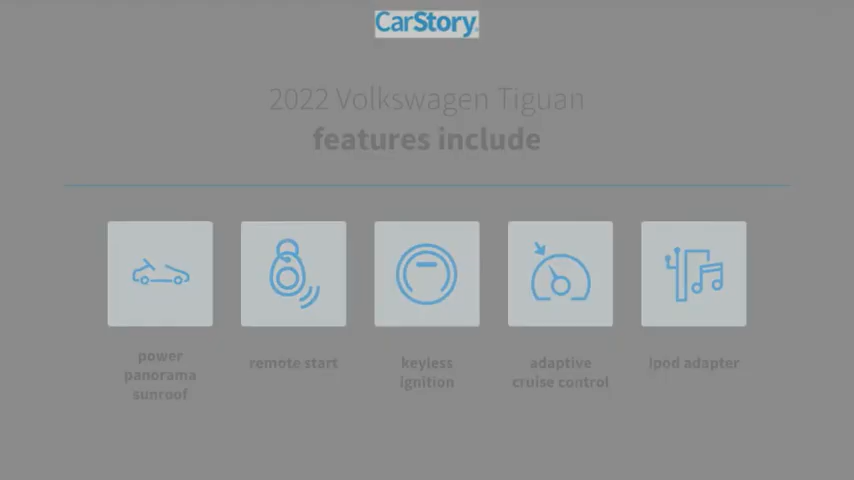 CarStory
2022 Volkswagen Tiguan
features include
power
panorama
sunroof
remote start
keyless
ignition
adaptive
cruise control
ipod adapter